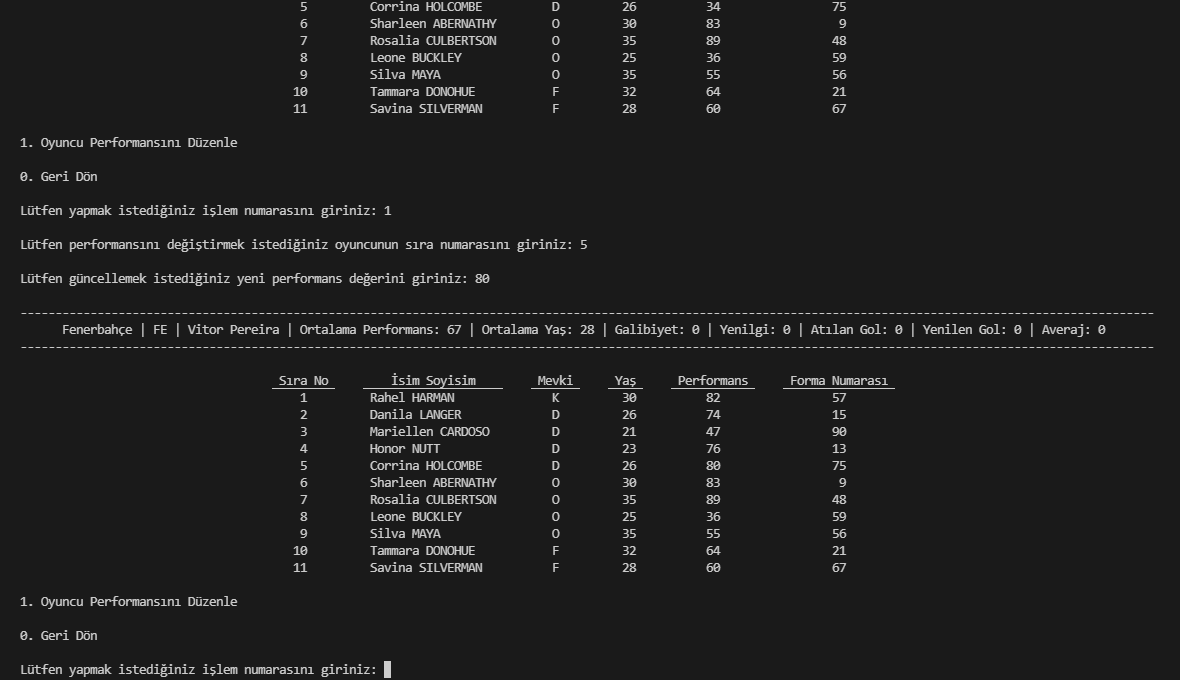 5 Corrina HOLCOMBE D 26 34 75
6 Sharleen ABERNATHY O 30 83 9
7 Rosalia CULBERTSON O 35 89 48
8 Leone BUCKLEY O 25 36 59
9 Silva MAYA O 35 55 56
10 Tammara DONOHUE F 32 64 21
11 Savina SILVERMAN F 28 60 67
1. Oyuncu Performansını Düzenle
0. Geri Dön
Lütfen yapmak istediğiniz işlem numarasını giriniz: 1
Lütfen performansını değiştirmek istediğiniz oyuncunun sıra numarasını giriniz: 5
Lütfen güncellemek istediğiniz yeni performans değerini giriniz: 80
Fenerbahçe | FE | Vitor Pereira | Ortalama Performans: 67 | Ortalama Yaş: 28 | Galibiyet: 0 | Yenilgi: 0 | Atılan Gol: 0 | Yenilen Gol: 0 | Averaj: 0
Sıra No İsim Soyisim Mevki Yaş Performans Forma Numarası
1 Rahel HARMAN K 30 82 57
2 Danila LANGER D 26 74 15
3 Mariellen CARDOSO D 21 47 90
4 Honor NUTT D 23 76 13
5 Corrina HOLCOMBE D 26 80 75
6 Sharleen ABERNATHY O 30 83 9
7 Rosalia CULBERTSON O 35 89 48
8 Leone BUCKLEY O 25 36 59
9 Silva MAYA O 35 55 56
10 Tammara DONOHUE F 32 64 21
11 Savina SILVERMAN F 28 60 67
1. Oyuncu Performansını Düzenle
0. Geri Dön
Lütfen yapmak istediğiniz işlem numarasını giriniz: